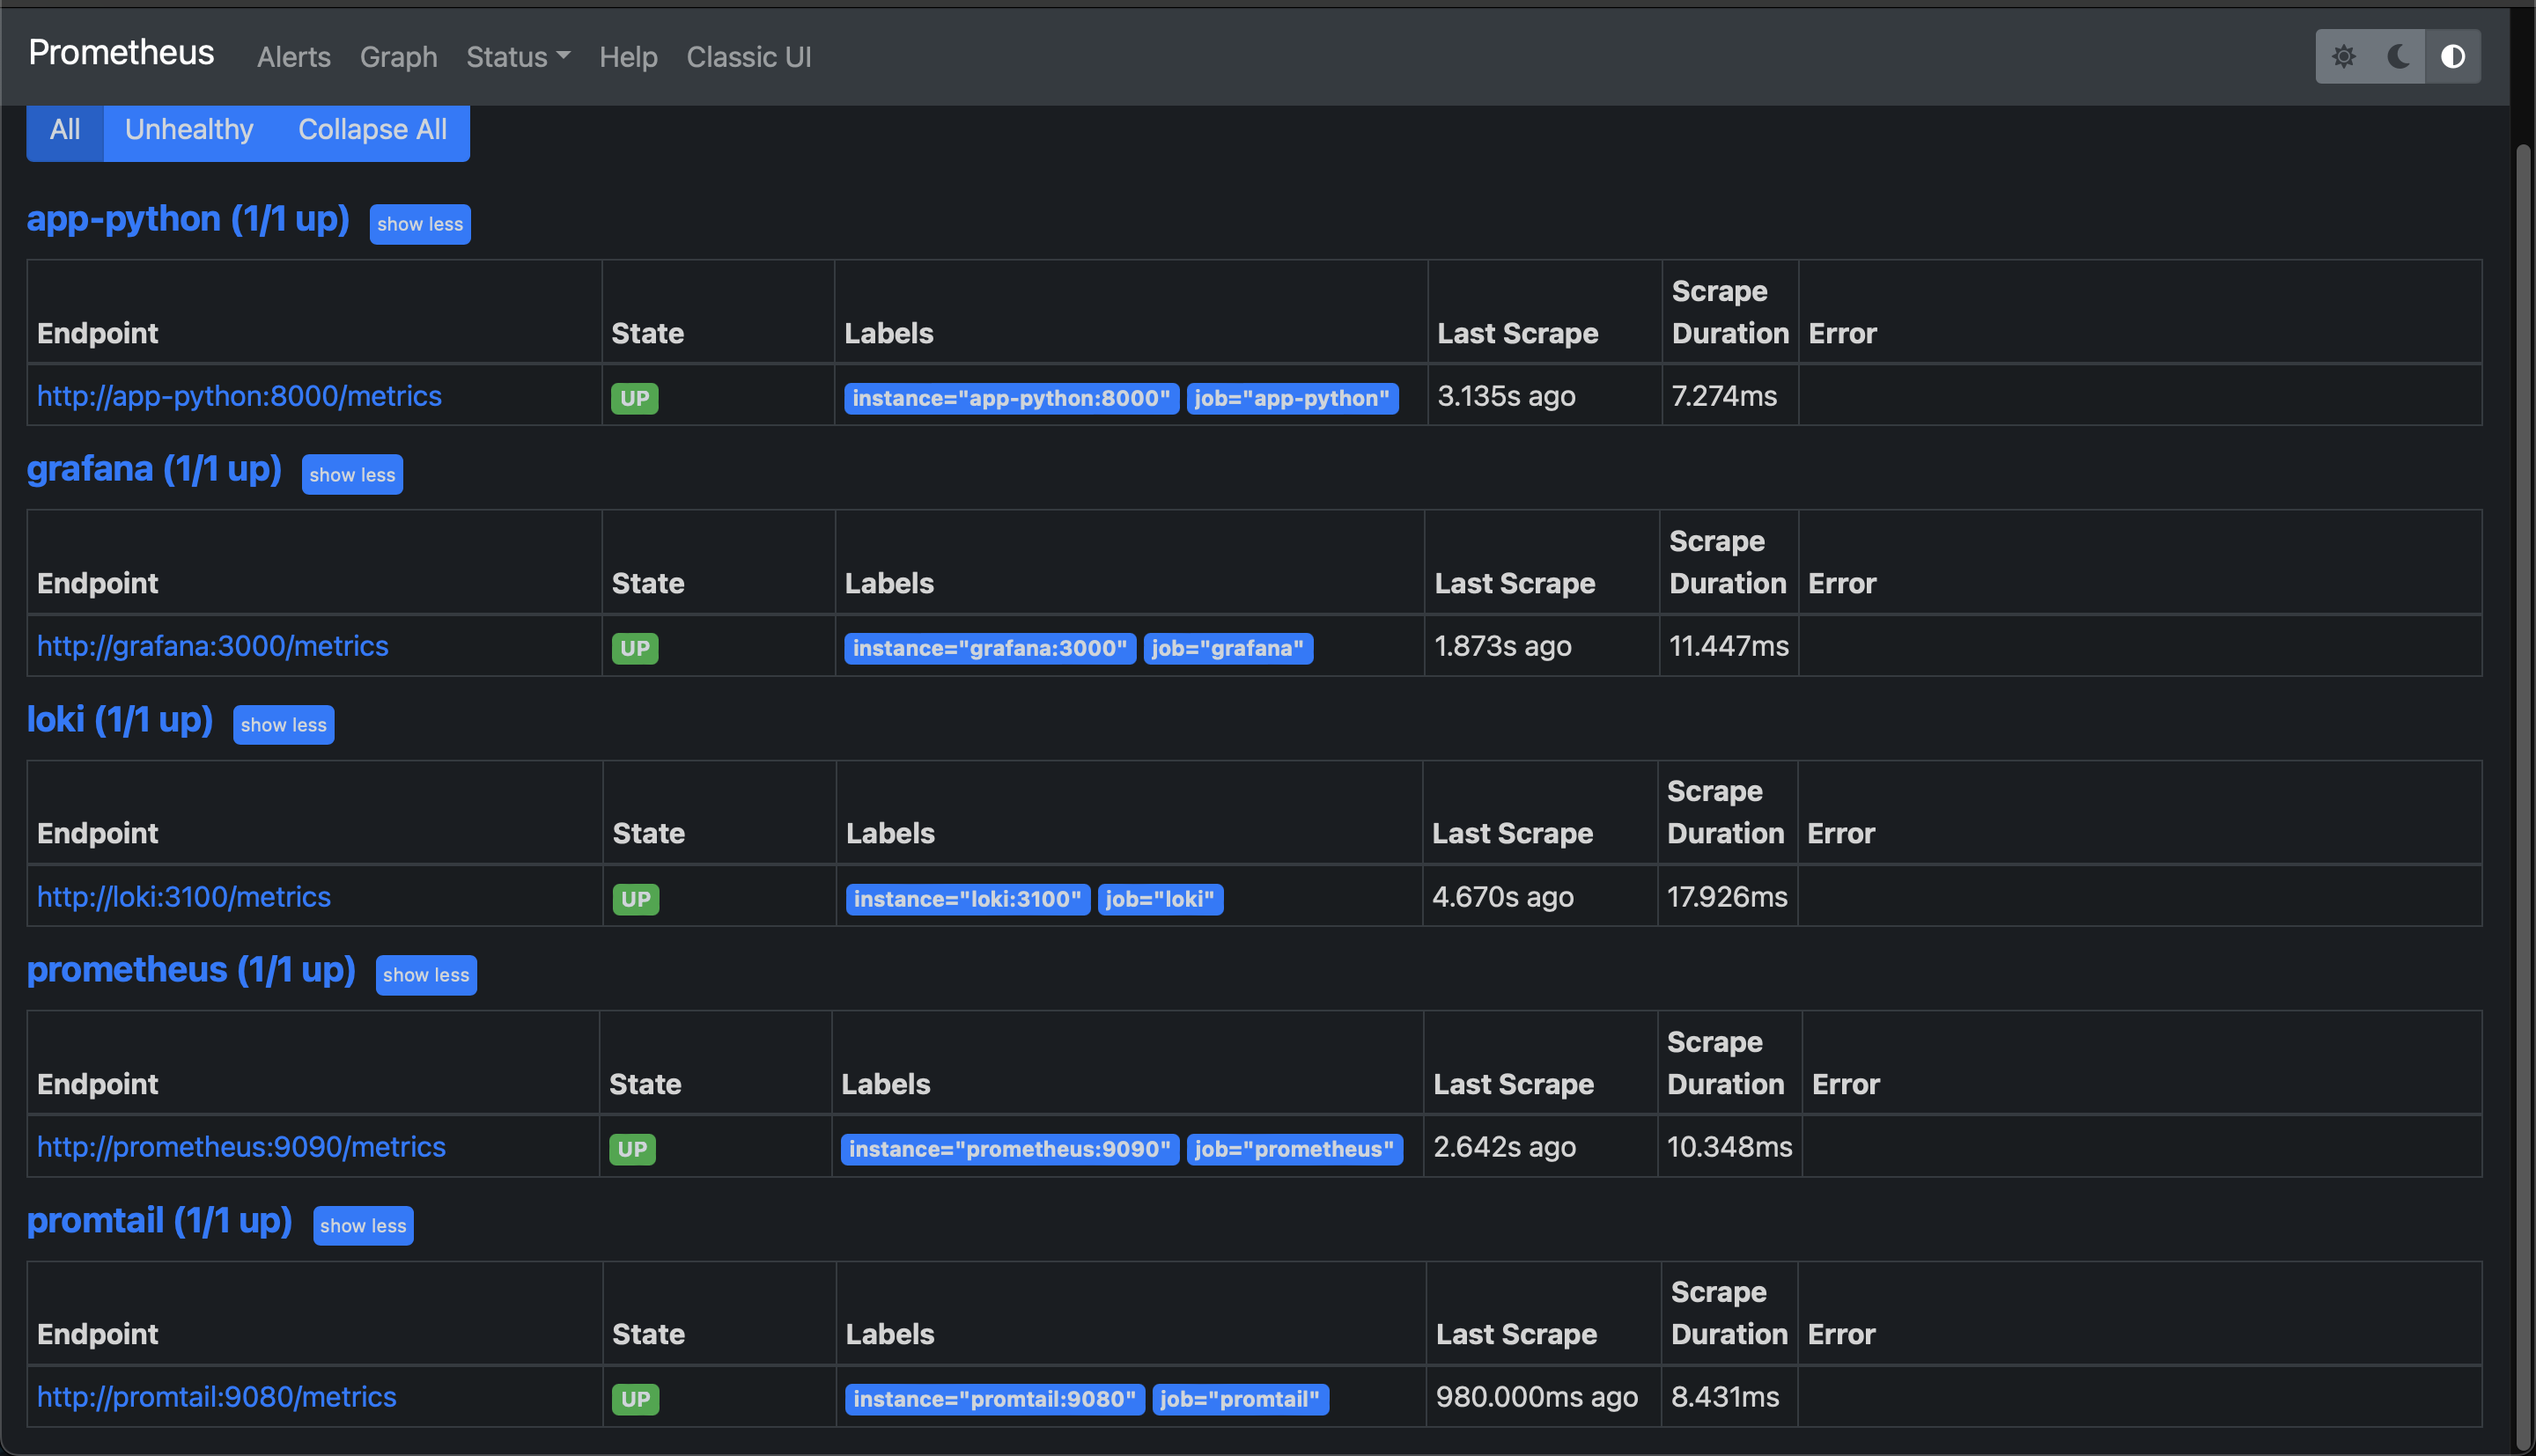 Prometheus Alerts Graph Status Help Classic UI
All Unhealthy Collapse All
app-python (1/1 up) show less
Endpoint State Labels Last Scrape Scrape Duration Error
http://app-python:8000/metrics UP instance="app-python:8000" job="app-python" 3.135s ago 7.274ms
grafana (1/1 up) show less
Endpoint State Labels Last Scrape Scrape Duration Error
http://grafana:3000/metrics UP instance="grafana:3000" job="grafana" 1.873s ago 11.447ms
loki (1/1 up) show less
Endpoint State Labels Last Scrape Scrape Duration Error
http://loki:3100/metrics UP instance="loki:3100" job="loki" 4.670s ago 17.926ms
prometheus (1/1 up) show less
Endpoint State Labels Last Scrape Scrape Duration Error
http://prometheus:9090/metrics UP instance="prometheus:9090" job="prometheus" 2.642s ago 10.348ms
promtail (1/1 up) show less
Endpoint State Labels Last Scrape Scrape Duration Error
http://promtail:9080/metrics UP instance="promtail:9080" job="promtail" 980.000ms ago 8.431ms